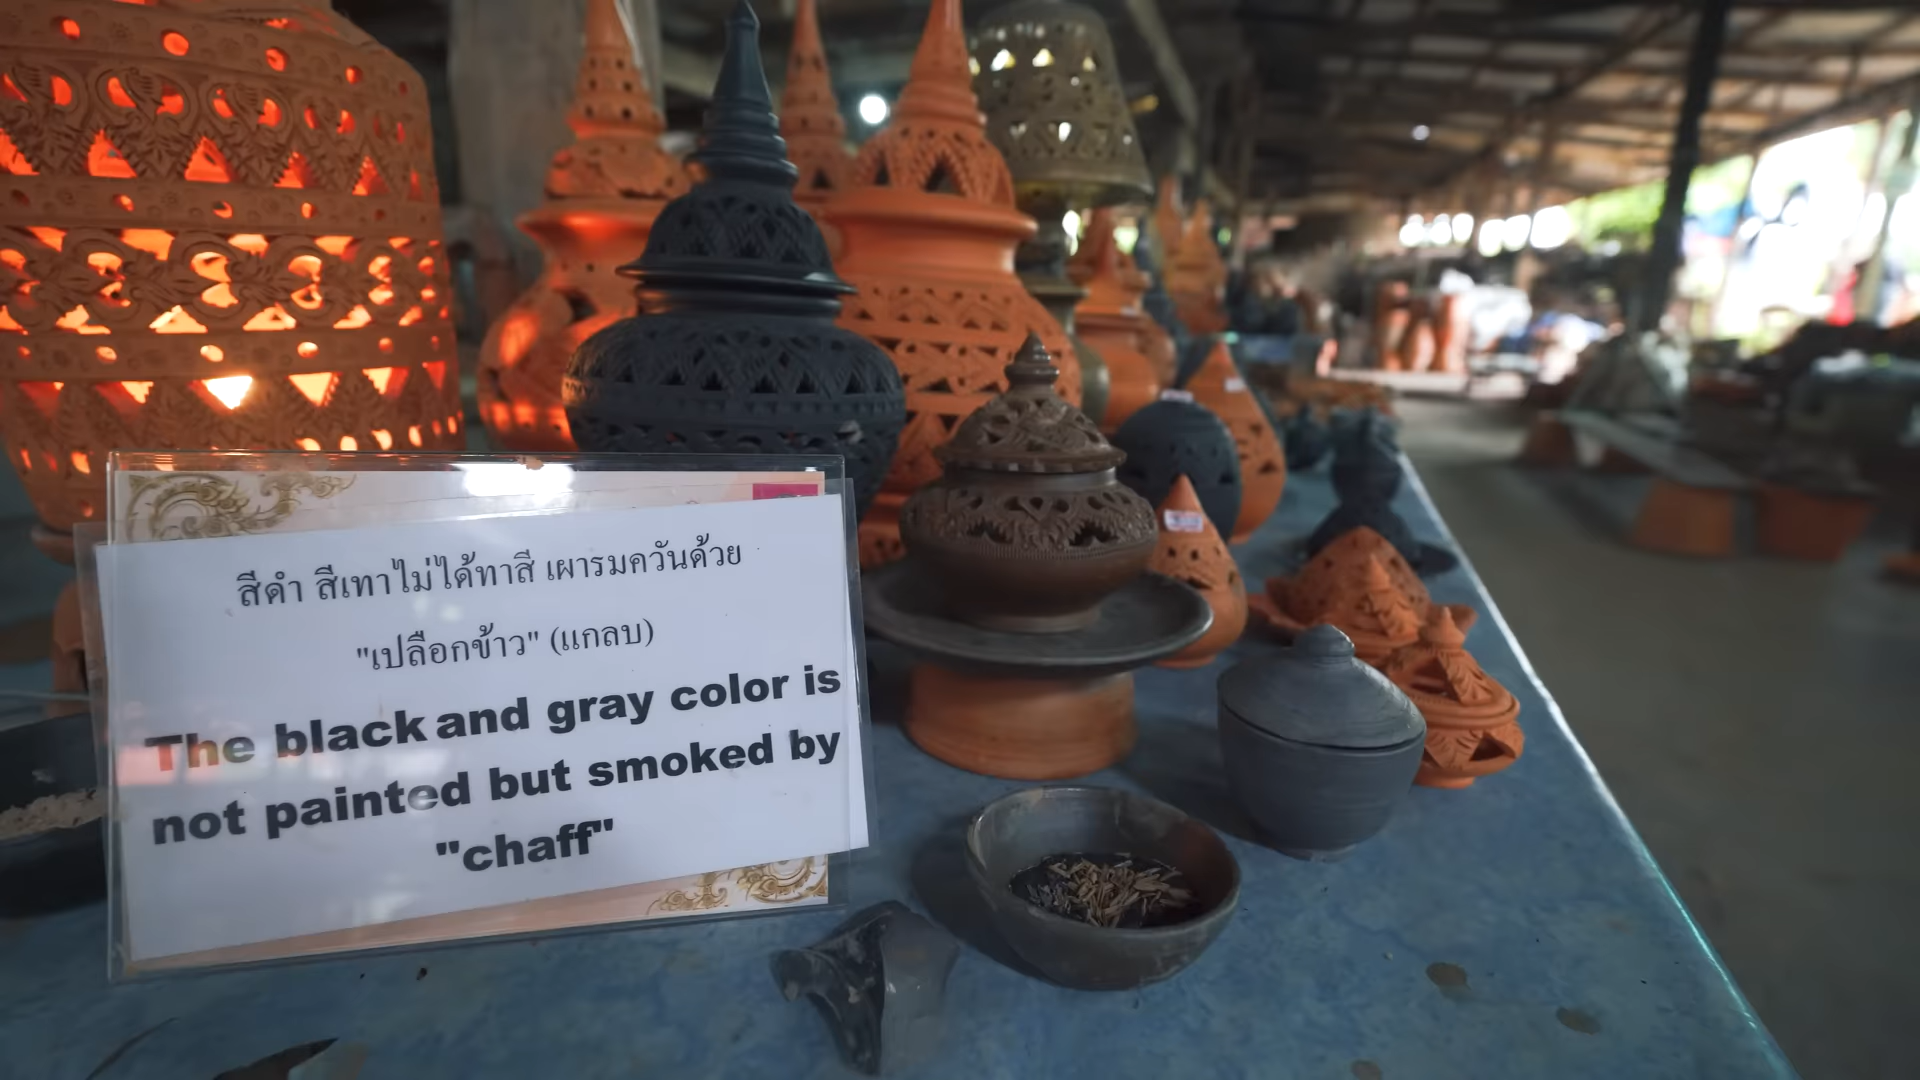 สีดำ สีเทาไม่ได้ทาสี เผารมควันด้วย
"เปลือกข้าว" (แกลบ)
The black and gray color is
not painted but smoked by
"chaff"